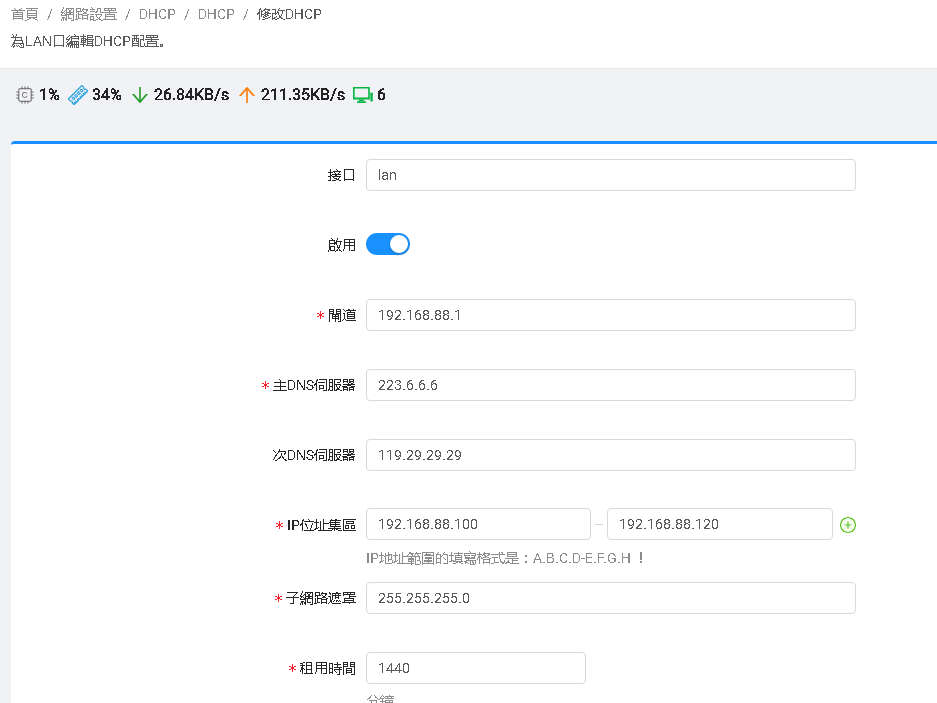 首頁 / 網路設置 / DHCP / DHCP / 修改DHCP
為LAN口編輯DHCP配置。
C 1% 34% 26.84KB/s 211.35KB/s 6
接口 lan
啟用
* 閘道 192.168.88.1
* 主DNS伺服器 223.6.6.6
次DNS伺服器 119.29.29.29
* IP位址集區 192.168.88.100 – 192.168.88.120
IP地址範圍的填寫格式是：A.B.C.D-E.F.G.H ！
* 子網路遮罩 255.255.255.0
* 租用時間 1440
分鐘